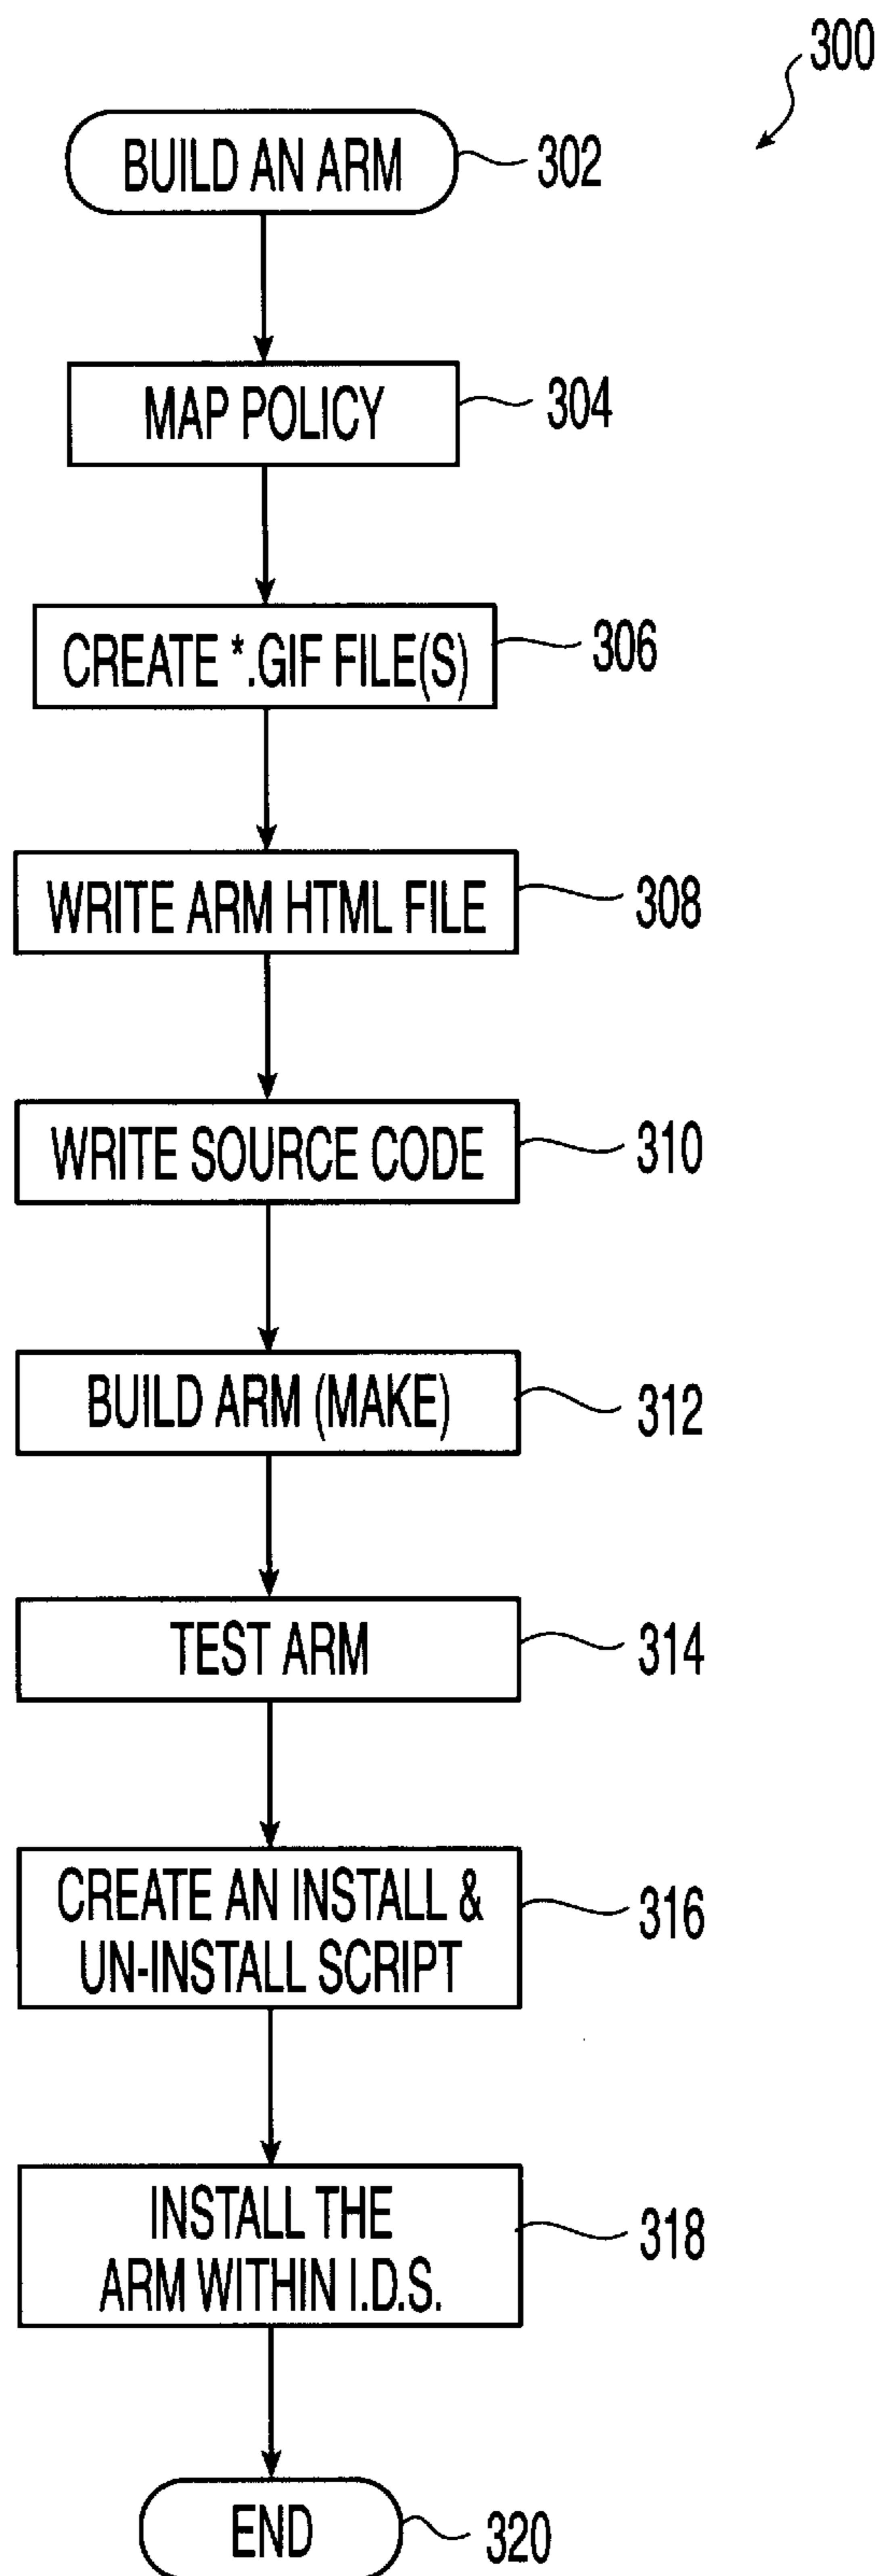 300
BUILD AN ARM 302
MAP POLICY 304
CREATE *.GIF FILE(S) 306
WRITE ARM HTML FILE 308
WRITE SOURCE CODE 310
BUILD ARM (MAKE) 312
TEST ARM 314
CREATE AN INSTALL &
UN-INSTALL SCRIPT 316
INSTALL THE
ARM WITHIN I.D.S. 318
END 320